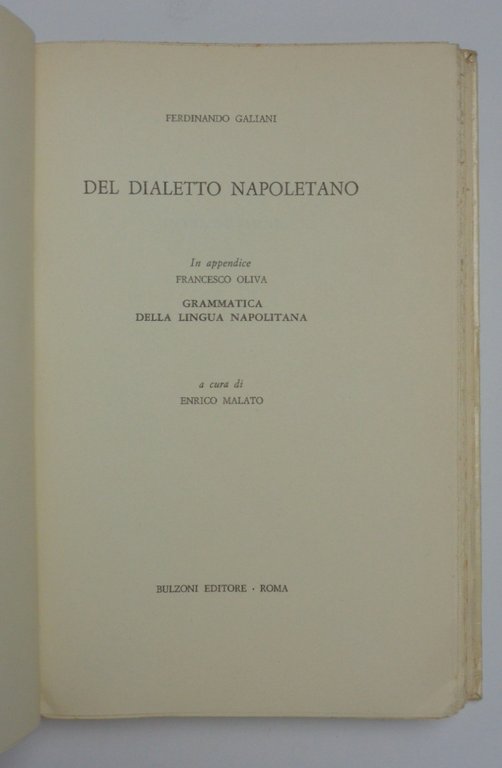 FERDINANDO GALIANI
DEL DIALETTO NAPOLETANO
In appendice
FRANCESCO OLIVA
GRAMMATICA
DELLA LINGUA NAPOLITANA
a cura di
ENRICO MALATO
BULZONI EDITORE · ROMA